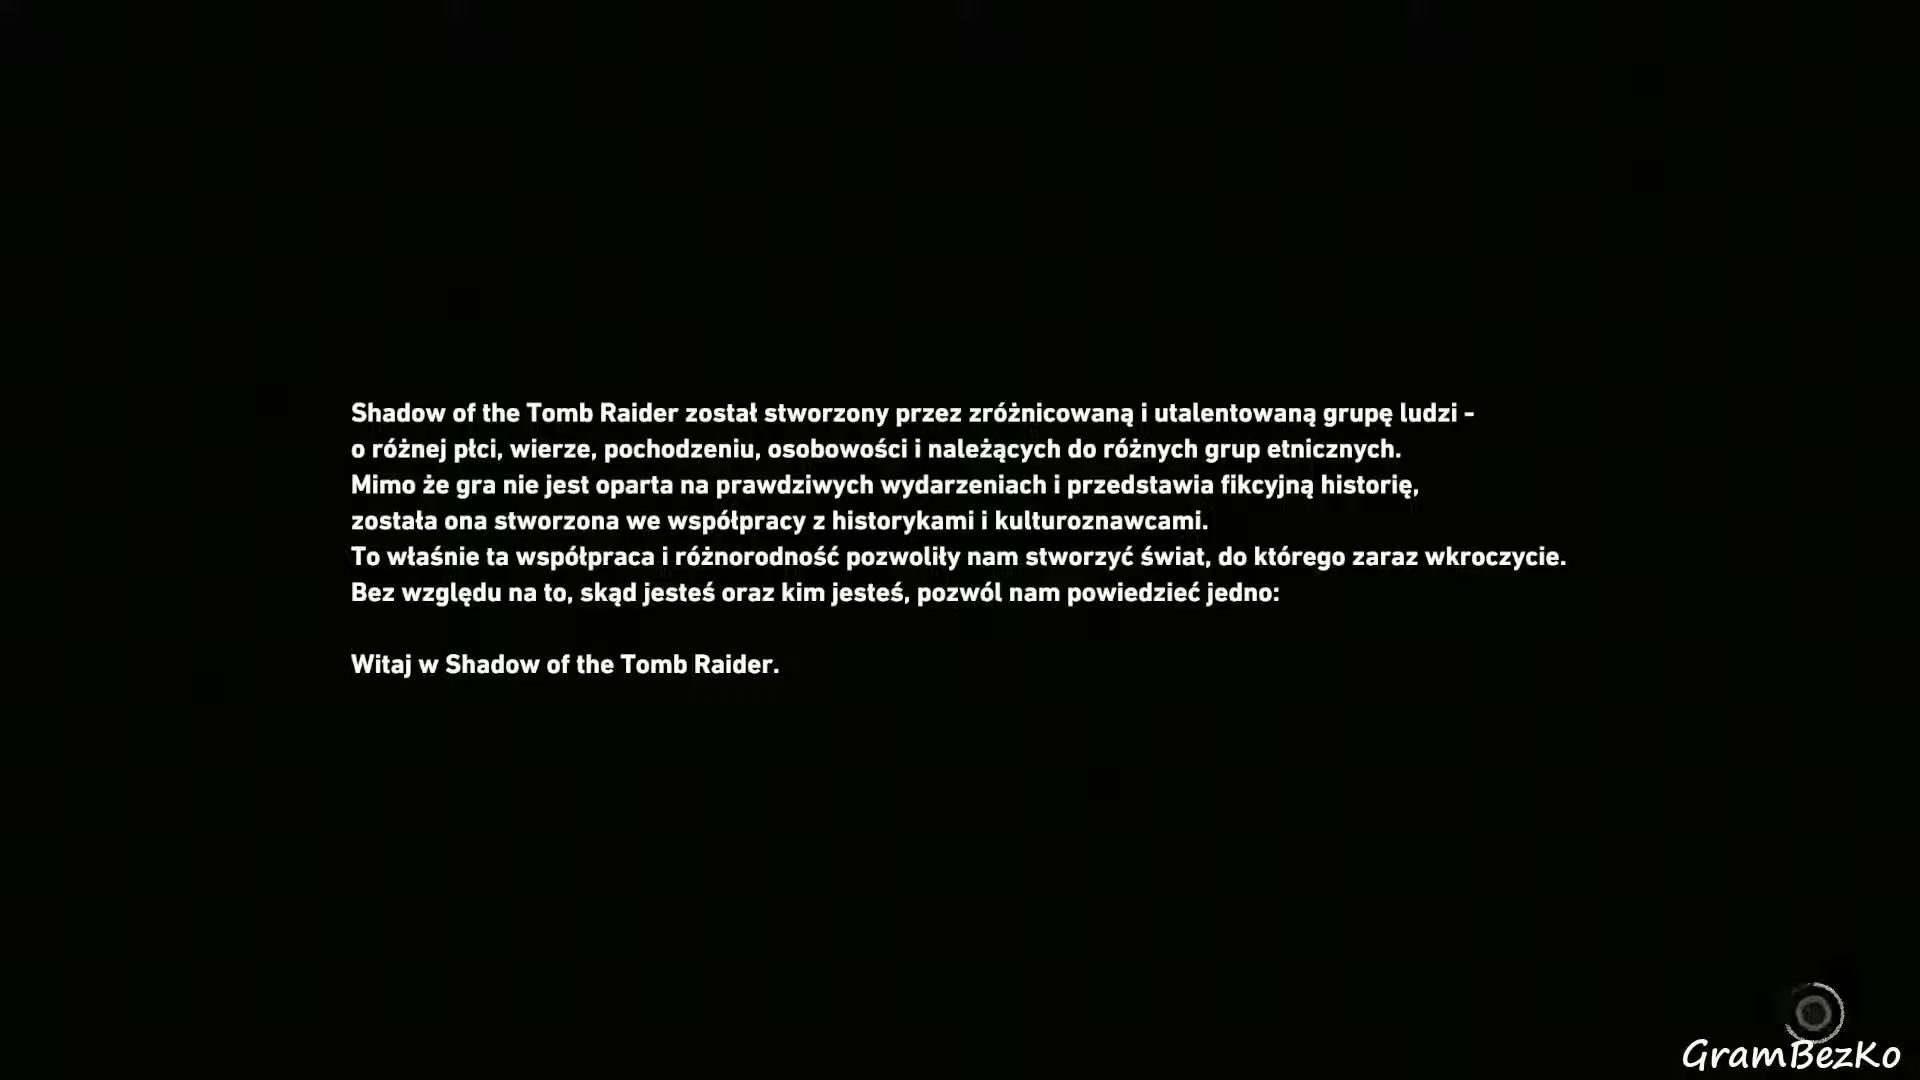 Shadow of the Tomb Raider został stworzony przez zróżnicowaną i utalentowaną grupę ludzi -
o różnej płci, wierze, pochodzeniu, osobowości i należących do różnych grup etnicznych.
Mimo że gra nie jest oparta na prawdziwych wydarzeniach i przedstawia fikcyjną historię,
została ona stworzona we współpracy z historykami i kulturoznawcami.
To właśnie ta współpraca i różnorodność pozwoliły nam stworzyć świat, do którego zaraz wkroczycie.
Bez względu na to, skąd jesteś oraz kim jesteś, pozwól nam powiedzieć jedno:
Witaj w Shadow of the Tomb Raider.
GramBezKo